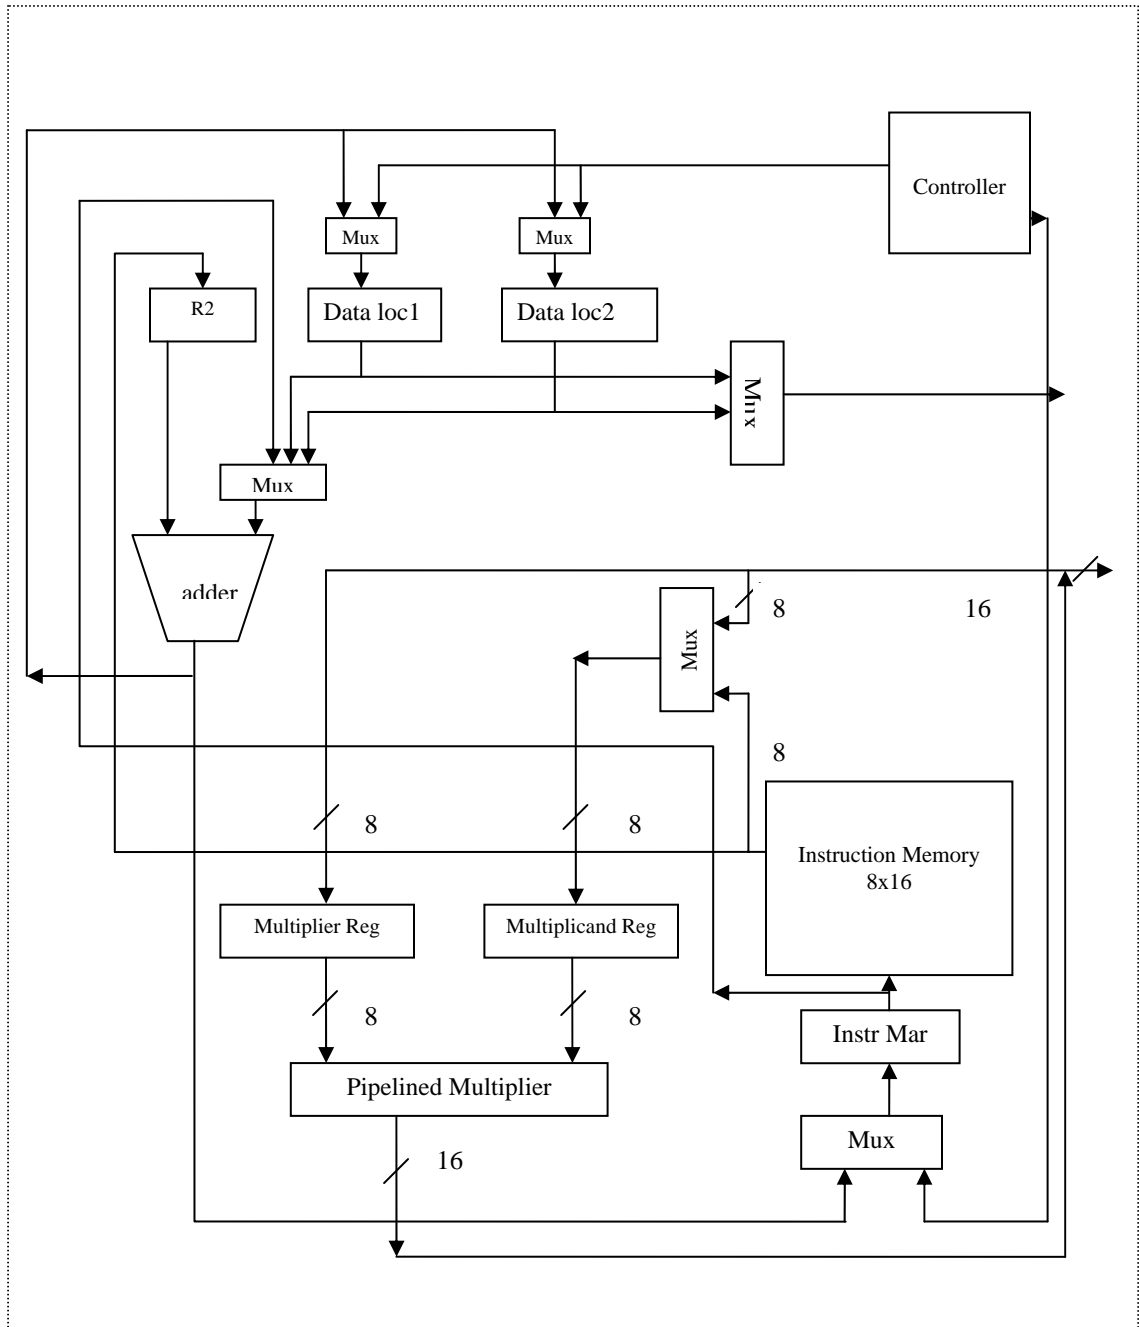 Controller
Mux
Mux
R2
Data loc1
Data loc2
Mux
Mux
adder
8
16
Mux
8
8
8
Instruction Memory
8x16
Multiplier Reg
Multiplicand Reg
8
8
Instr Mar
Pipelined Multiplier
Mux
16